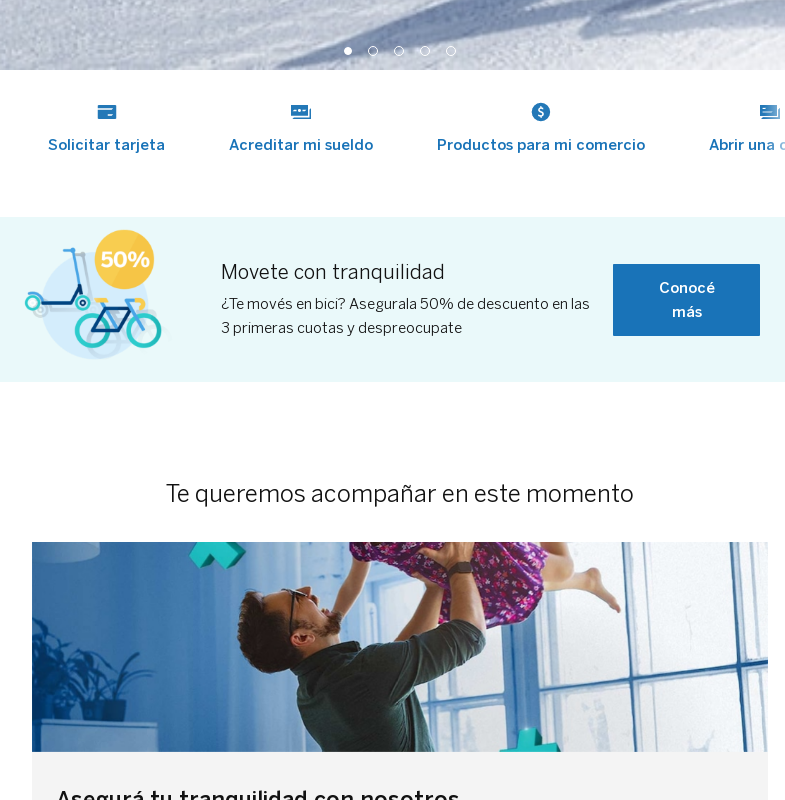 Solicitar tarjeta
Acreditar mi sueldo
Productos para mi comercio
Abrir una
50%
Movete con tranquilidad
¿Te movés en bici? Asegurala 50% de descuento en las
3 primeras cuotas y despreocupate
Conocé
más
Te queremos acompañar en este momento
Asegurá tu tranquilidad con nosotros